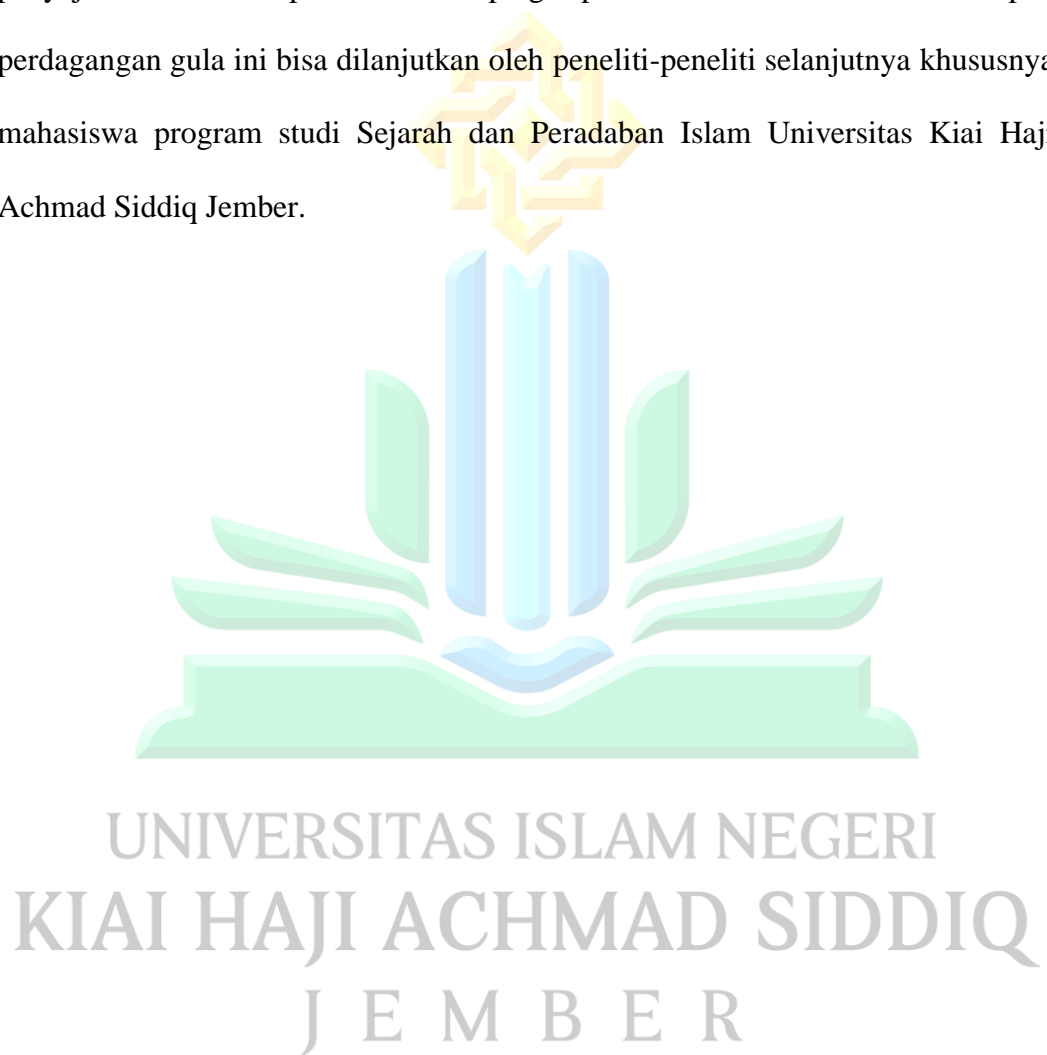 perdagangan gula ini bisa dilanjutkan oleh peneliti-peneliti selanjutnya khususnya
mahasiswa program studi Sejarah dan Peradaban Islam Universitas Kiai Haji
Achmad Siddiq Jember.
UNIVERSITAS ISLAM NEGERI
KIAI HAJI ACHMAD SIDDIQ
JEMBER